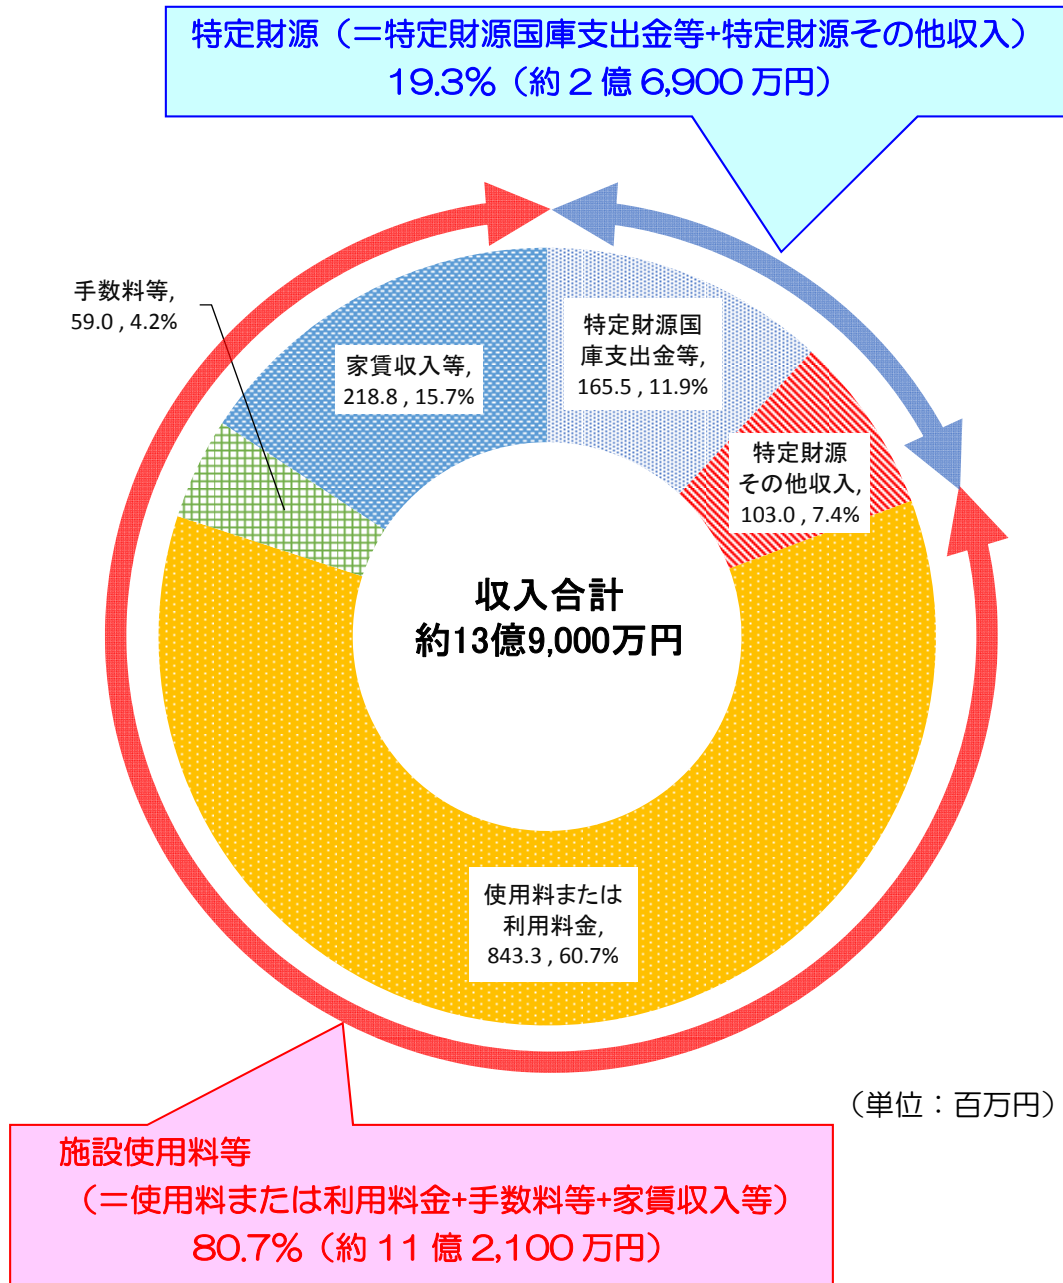 特定財源（＝特定財源国庫支出金等+特定財源その他収入）
19.3％（約２億 6,900 万円）
手数料等,
59.0 , 4.2%
家賃収入等,
218.8 , 15.7%
特定財源国
庫支出金等,
165.5 , 11.9%
特定財源
その他収入,
103.0 , 7.4%
収入合計
約13億9,000万円
使用料または
利用料金,
843.3 , 60.7%
（単位：百万円）
施設使用料等
（＝使用料または利用料金+手数料等+家賃収入等）
80.7％（約 11 億 2,100 万円）